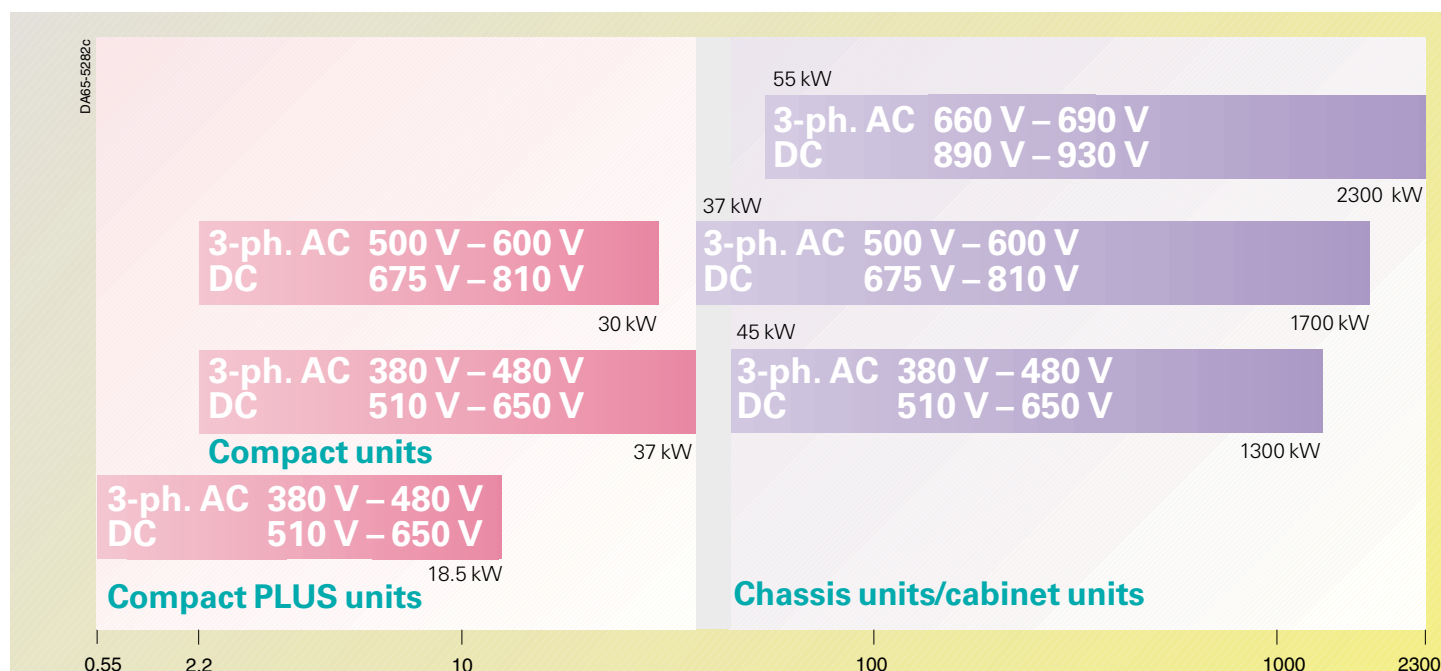 DA65-5282c
55 kW
3-ph. AC 660 V – 690 V
DC 890 V – 930 V
2300 kW
37 kW
3-ph. AC 500 V – 600 V
DC 675 V – 810 V
30 kW
3-ph. AC 500 V – 600 V
DC 675 V – 810 V
1700 kW
45 kW
3-ph. AC 380 V – 480 V
DC 510 V – 650 V
37 kW
Compact units
3-ph. AC 380 V – 480 V
DC 510 V – 650 V
1300 kW
3-ph. AC 380 V – 480 V
DC 510 V – 650 V
18.5 kW
Compact PLUS units
Chassis units/cabinet units
0.55 2.2 10 100 1000 2300